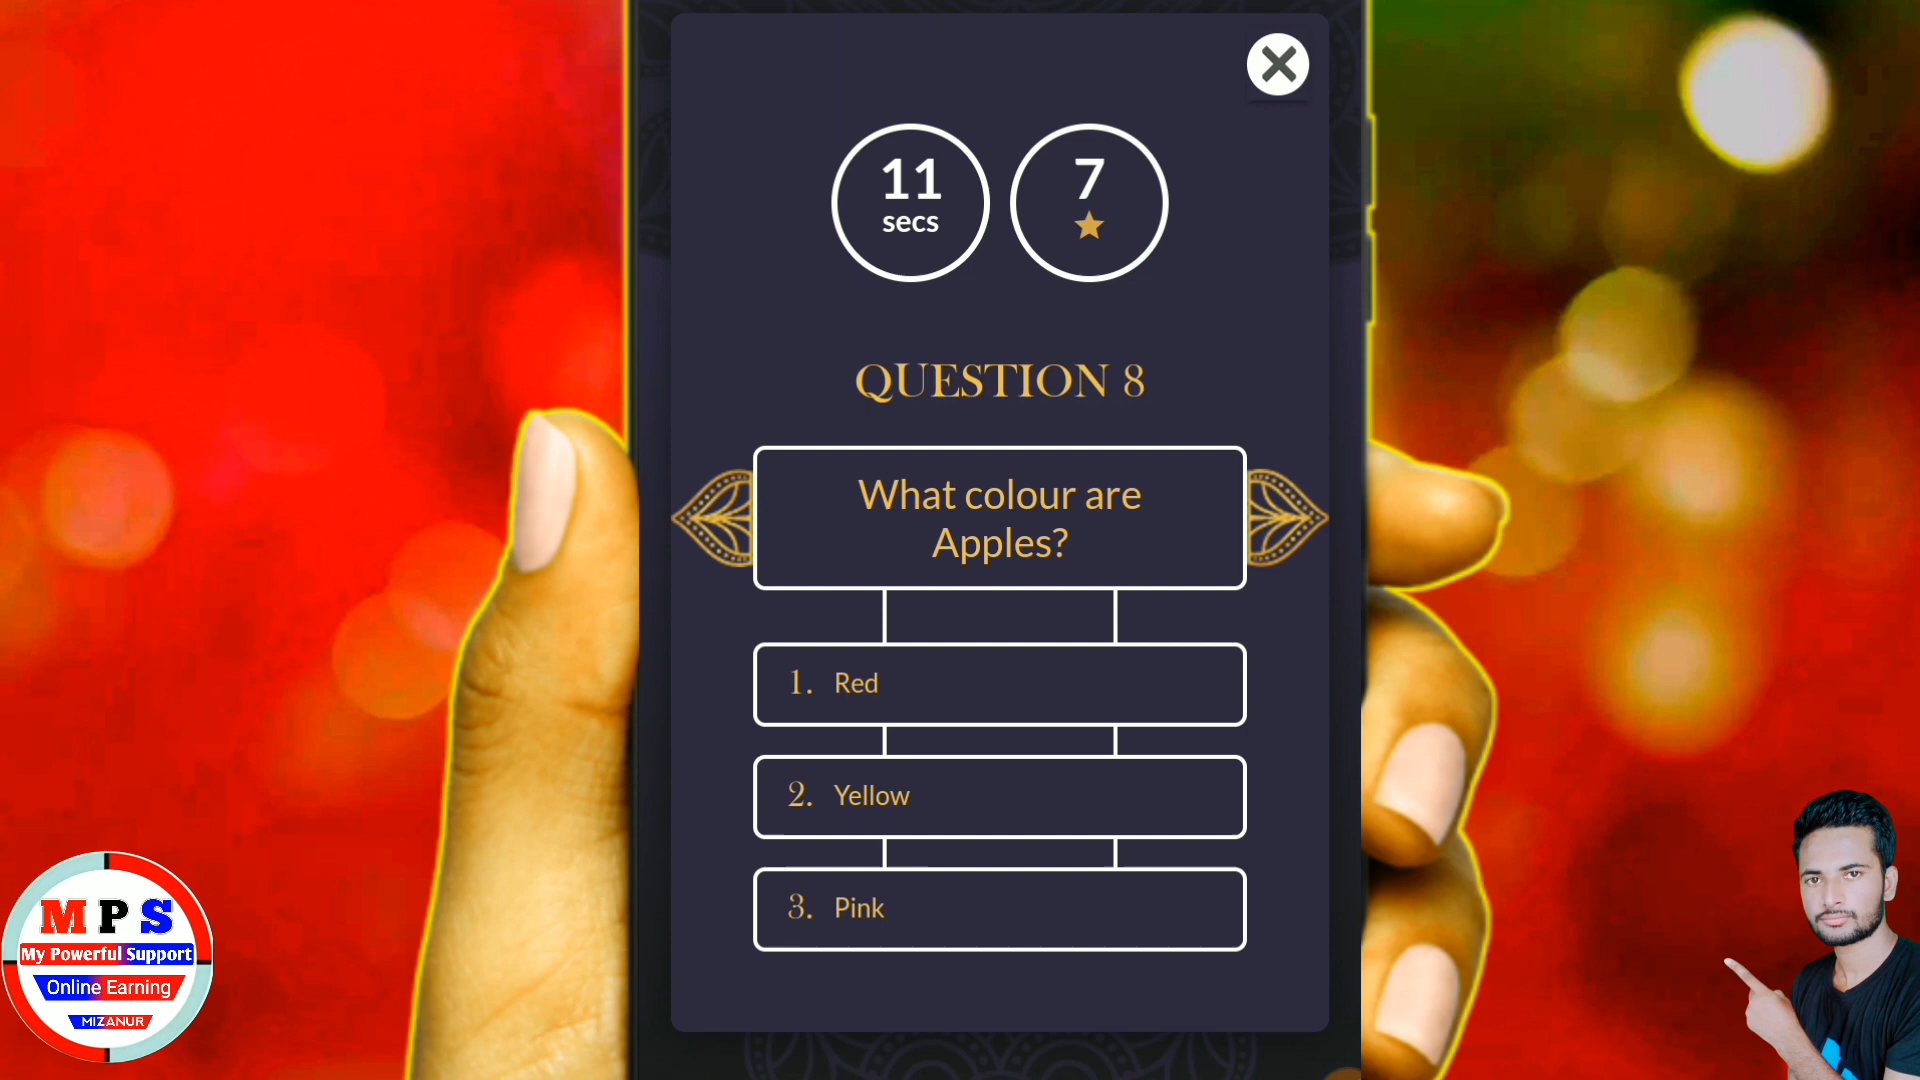 11
secs
7
QUESTION 8
What colour are
Apples?
1. Red
2. Yellow
3. Pink
M P S
My Powerful Support
Online Earning
MIZANUR